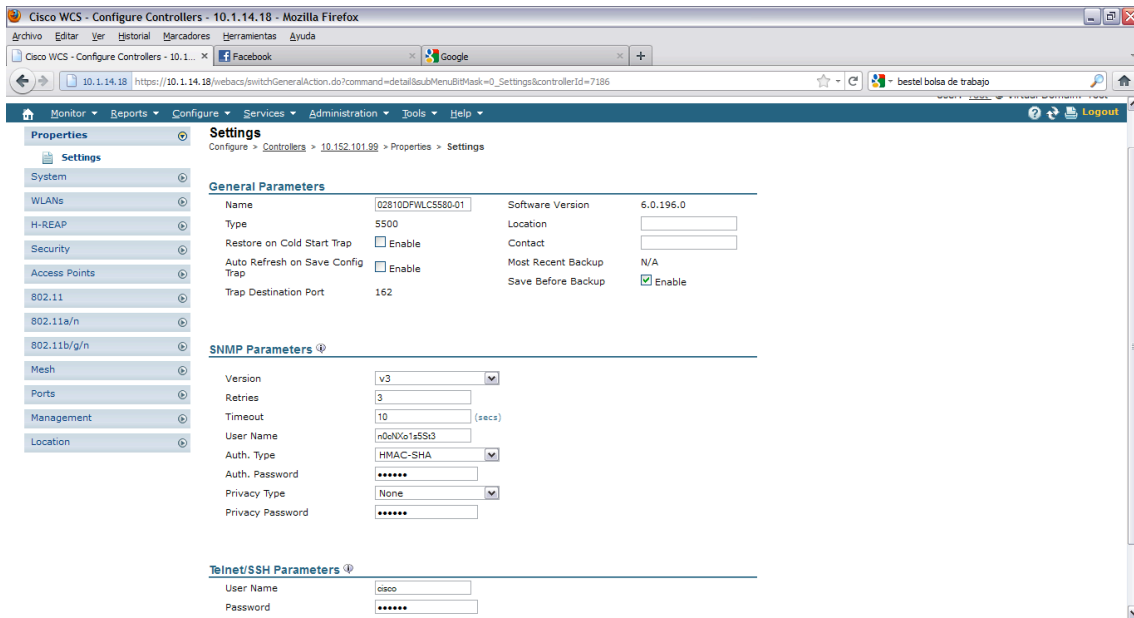 Cisco WCS - Configure Controllers - 10.1.14.18 - Mozilla Firefox
Archivo Editar Ver Historial Marcadores Herramientas Ayuda
Cisco WCS - Configure Controllers - 10.1... Facebook Google
10.1.14.18 https://10.1.14.18/webacs/switchGeneralAction.do?command=detail&subMenuBitMask=0_Settings&controllerId=7186 bestel bolsa de trabajo
Monitor Reports Configure Services Administration Tools Help Logout
Properties
Settings
System
WLANs
H-REAP
Security
Access Points
802.11
802.11a/n
802.11b/g/n
Mesh
Ports
Management
Location
Settings
Configure > Controllers > 10.152.101.99 > Properties > Settings
General Parameters
Name 02810DFWLC5580-01 Software Version 6.0.196.0
Type 5500 Location
Restore on Cold Start Trap Enable Contact
Auto Refresh on Save Config Trap Enable Most Recent Backup N/A
Save Before Backup Enable
Trap Destination Port 162
SNMP Parameters
Version v3
Retries 3
Timeout 10 (secs)
User Name n0cNXo1s5St3
Auth. Type HMAC-SHA
Auth. Password ••••••
Privacy Type None
Privacy Password ••••••
Telnet/SSH Parameters
User Name cisco
Password ••••••